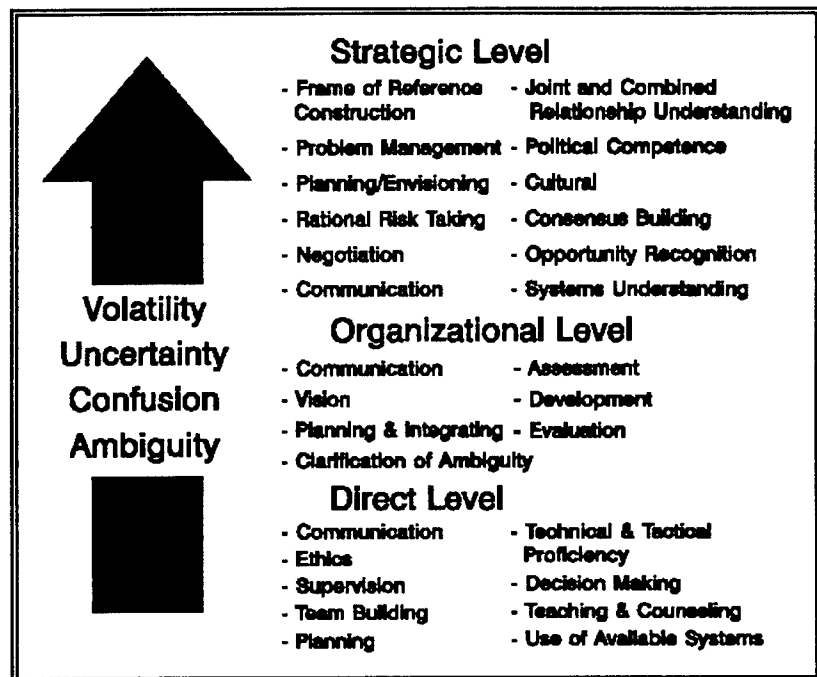 Strategic Level
- Frame of Reference
Construction
- Problem Management
- Planning/Envisioning
- Rational Risk Taking
- Negotiation
- Communication
- Joint and Combined
Relationship Understanding
- Political Competence
- Cultural
- Consensus Building
- Opportunity Recognition
- Systems Understanding
Volatility
Uncertainty
Confusion
Ambiguity
Organizational Level
- Communication
- Vision
- Planning & Integrating
- Clarification of Ambiguity
- Assessment
- Development
- Evaluation
Direct Level
- Communication
- Ethics
- Supervision
- Team Building
- Planning
- Technical & Tactical
Proficiency
- Decision Making
- Teaching & Counseling
- Use of Available Systems